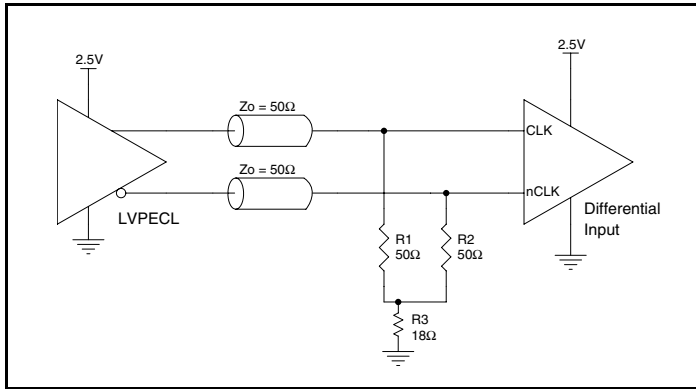 2.5V
2.5V
Zo = 50Ω
CLK
Zo = 50Ω
nCLK
LVPECL
Differential
Input
R1
50Ω
R2
50Ω
R3
18Ω